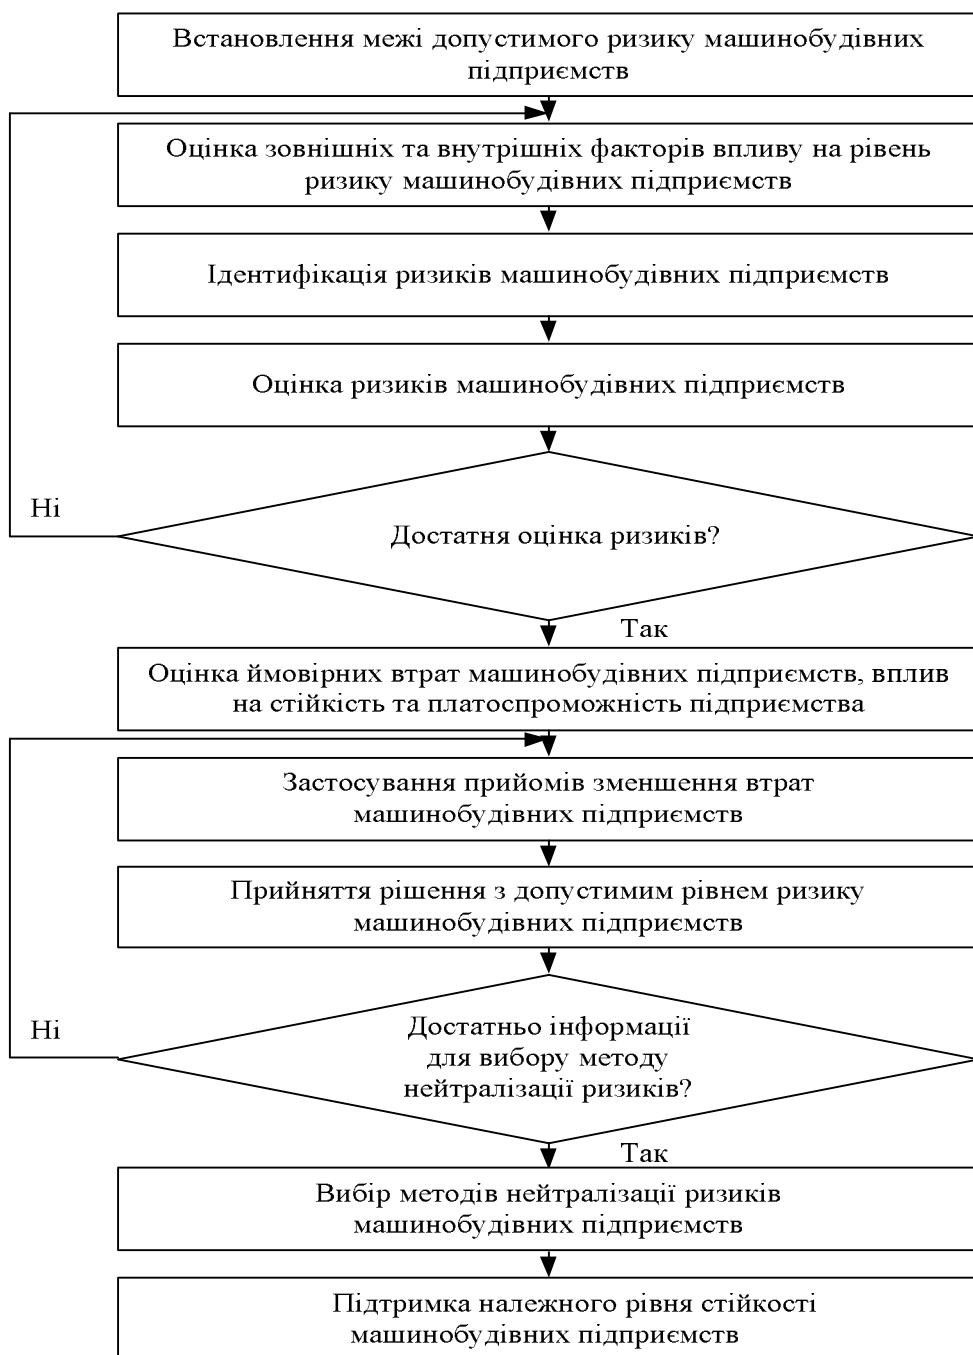 Встановлення межі допустимого ризику машинобудівних
підприємств
Оцінка зовнішніх та внутрішніх факторів впливу на рівень
ризику машинобудівних підприємств
Ідентифікація ризиків машинобудівних підприємств
Оцінка ризиків машинобудівних підприємств
Ні
Достатня оцінка ризиків?
Так
Оцінка ймовірних втрат машинобудівних підприємств, вплив
на стійкість та платоспроможність підприємства
Застосування прийомів зменшення втрат
машинобудівних підприємств
Прийняття рішення з допустимим рівнем ризику
машинобудівних підприємств
Ні
Достатньо інформації
для вибору методу
нейтралізації ризиків?
Так
Вибір методів нейтралізації ризиків
машинобудівних підприємств
Підтримка належного рівня стійкості
машинобудівних підприємств